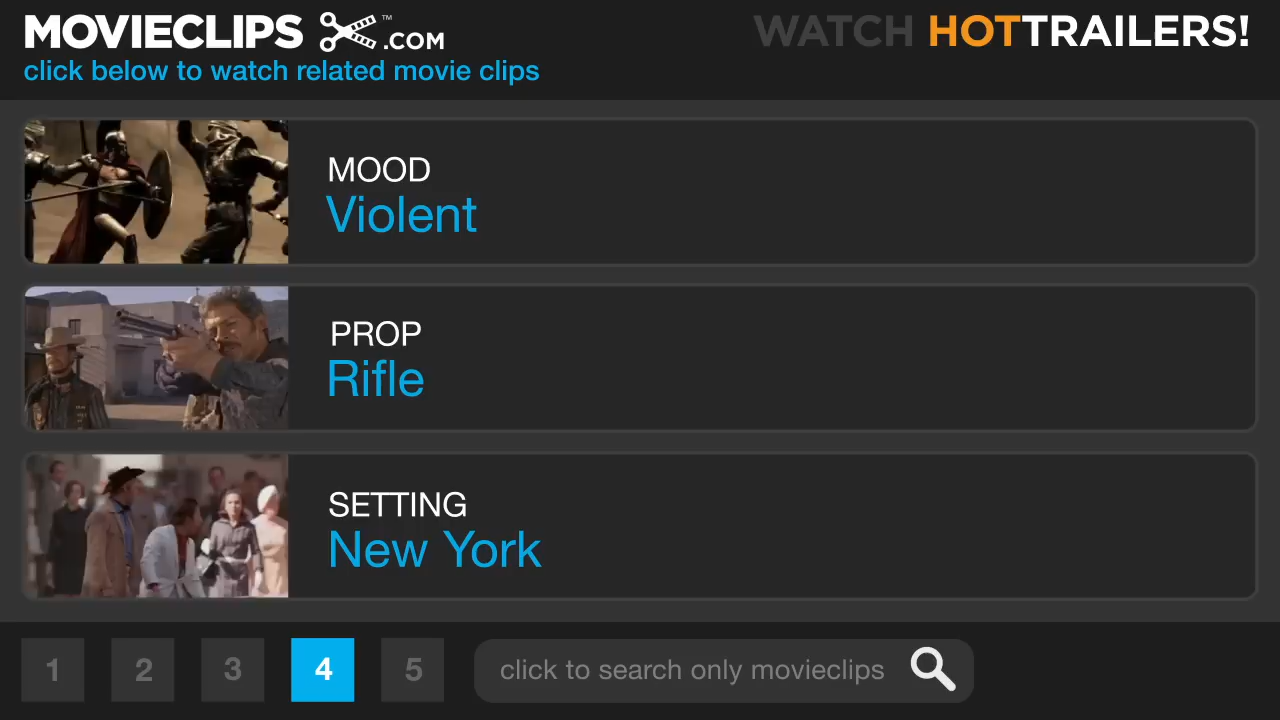 MOVIECLIPS ™ .COM
WATCH HOTTRAILERS!
click below to watch related movie clips
MOOD
Violent
PROP
Rifle
SETTING
New York
1 2 3 4 5 click to search only movieclips